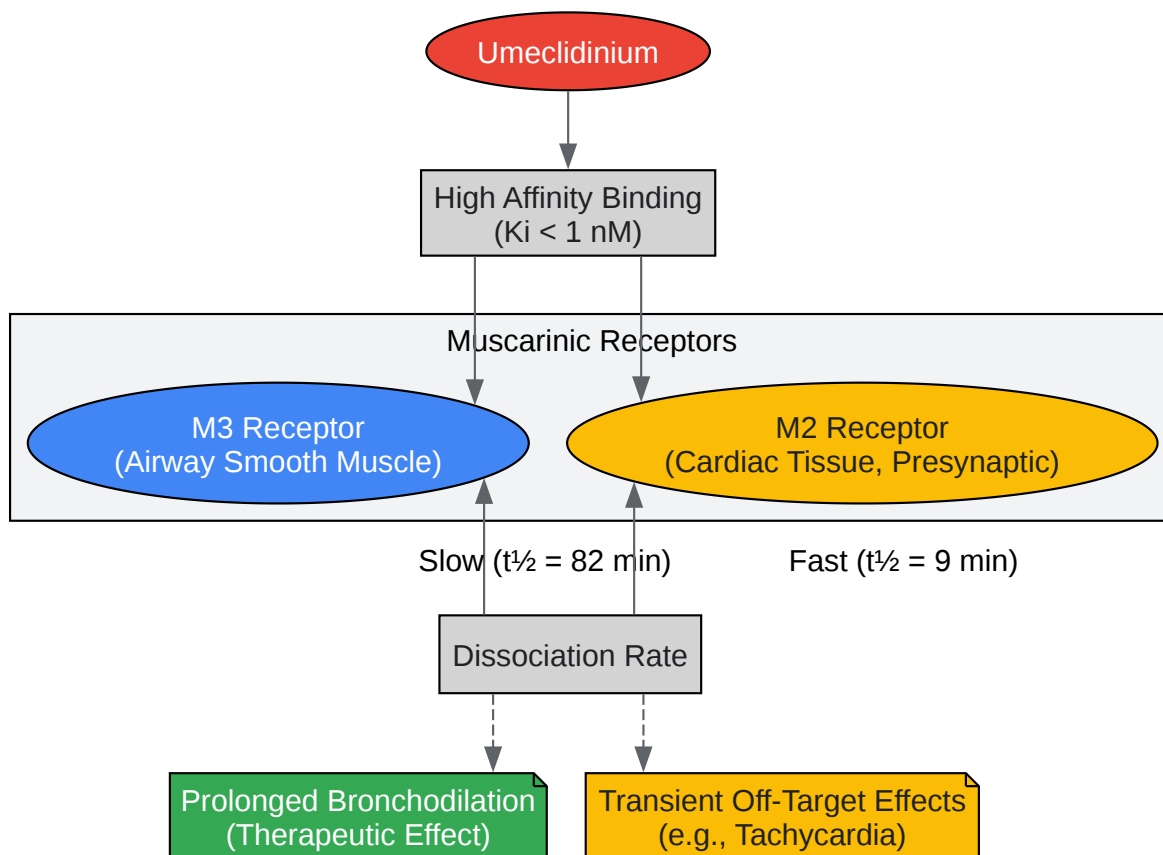 Umeclidinium
High Affinity Binding
(Ki < 1 nM)
Muscarinic Receptors
M3 Receptor
(Airway Smooth Muscle)
M2 Receptor
(Cardiac Tissue, Presynaptic)
Slow (t½ = 82 min)
Fast (t½ = 9 min)
Dissociation Rate
Prolonged Bronchodilation
(Therapeutic Effect)
Transient Off-Target Effects
(e.g., Tachycardia)